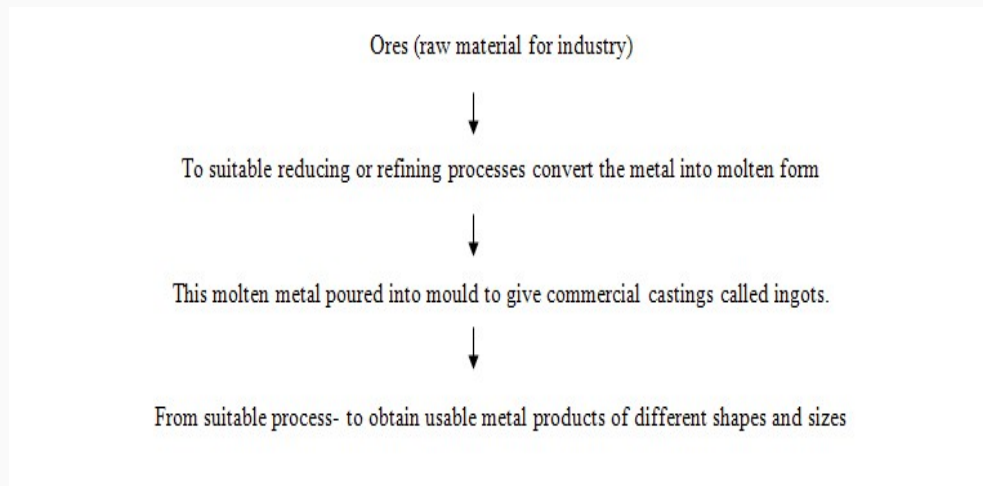 Ores (raw material for industry)
To suitable reducing or refining processes convert the metal into molten form
This molten metal poured into mould to give commercial castings called ingots.
From suitable process- to obtain usable metal products of different shapes and sizes